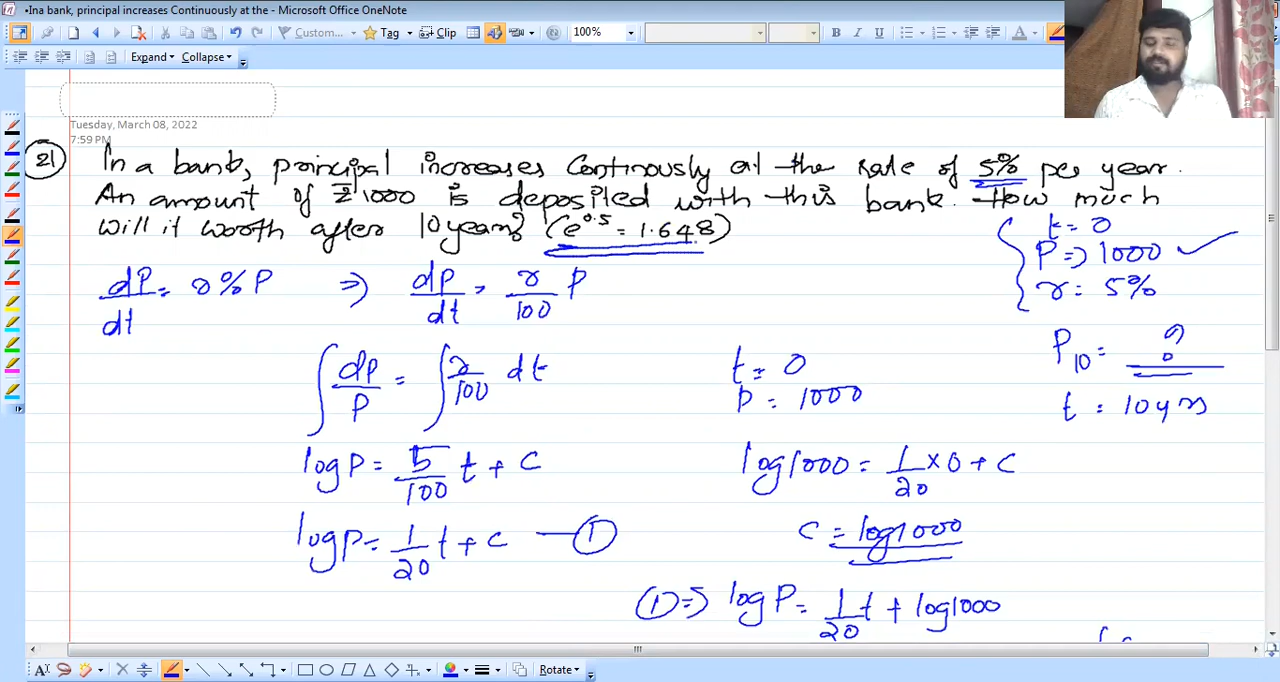 •Ina bank, principal increases Continuously at the - Microsoft Office OneNote
Custom... Tag Clip 100% B I U A
Expand Collapse
Tuesday, March 08, 2022
7:59 PM
21 In a bank, principal increases Continously at the rate of 5% per year.
An amount of ₹1000 is deposited with this bank. How much
will it worth after 10 years? (e^0.5 = 1.648)
t = 0
P => 1000 ✓
r = 5%
dP/dt = r% P => dP/dt = r/100 P
P10 = ?
t = 10 yrs
∫ dP/P = ∫ r/100 dt
t = 0
P = 1000
log P = 5/100 t + C
log 1000 = 1/20 × 0 + C
log P = 1/20 t + C — 1
C = log 1000
1 => log P = 1/20 t + log 1000
Rotate